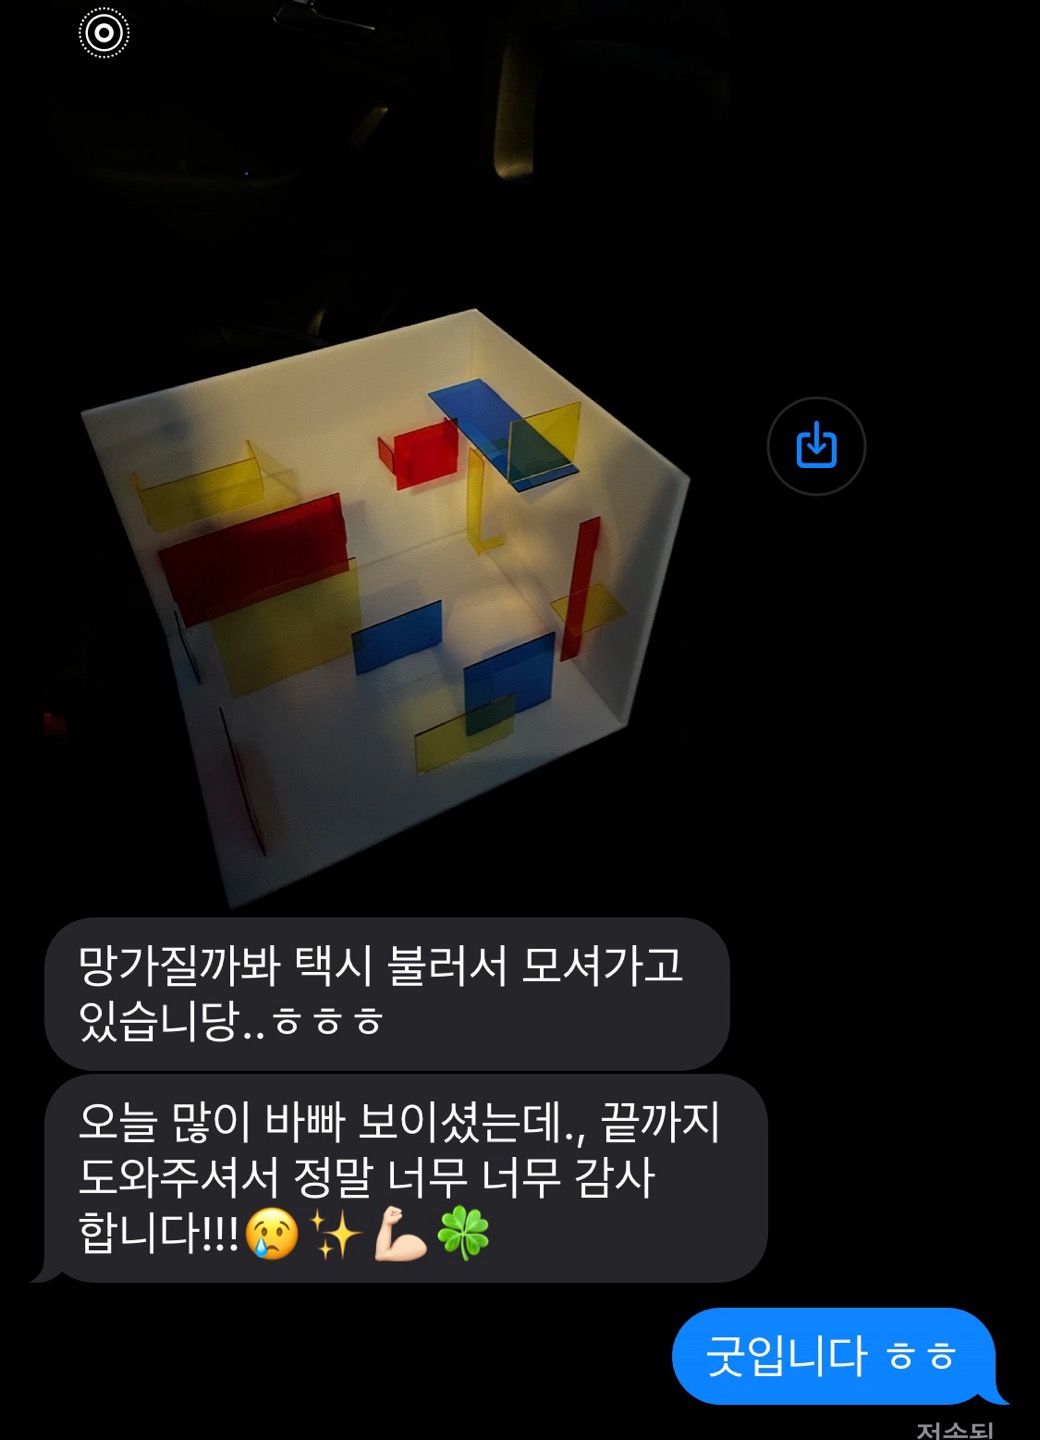 망가질까봐 택시 불러서 모셔가고
있습니당..ㅎㅎㅎ
오늘 많이 바빠 보이셨는데., 끝까지
도와주셔서 정말 너무 너무 감사
합니다!!!😢✨💪🏻🍀
굿입니다 ㅎㅎ